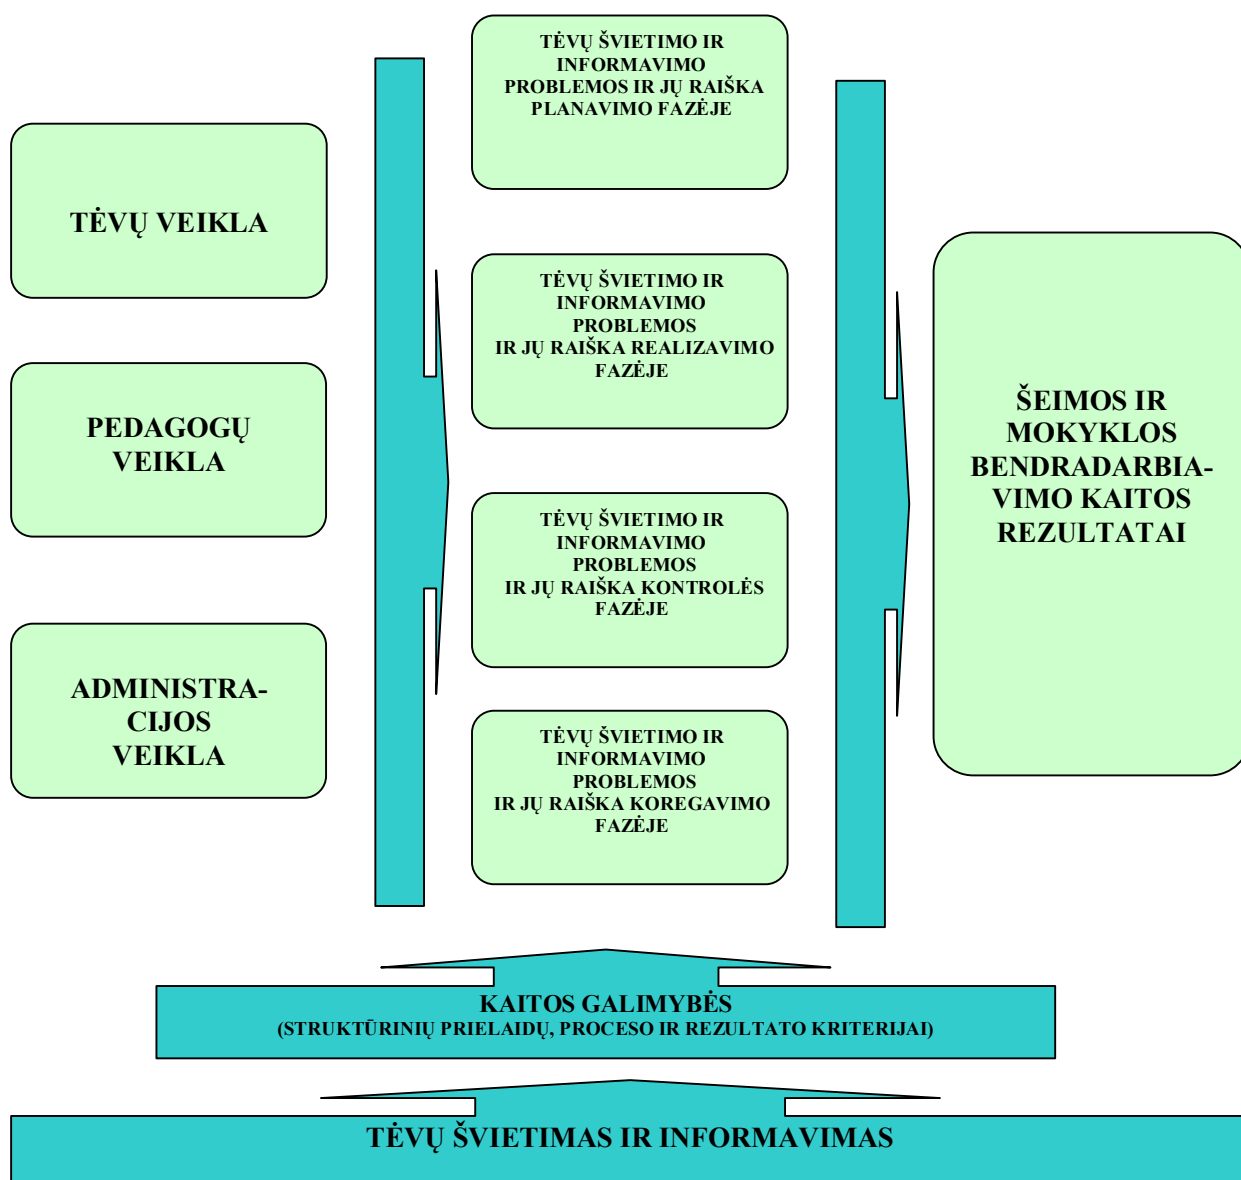 TĖVŲ VEIKLA
PEDAGOGŲ
VEIKLA
ADMINISTRA-
CIJOS
VEIKLA
TĖVŲ ŠVIETIMO IR
INFORMAVIMO
PROBLEMOS IR JŲ RAIŠKA
PLANAVIMO FAZĖJE
TĖVŲ ŠVIETIMO IR
INFORMAVIMO
PROBLEMOS
IR JŲ RAIŠKA REALIZAVIMO
FAZĖJE
TĖVŲ ŠVIETIMO IR
INFORMAVIMO
PROBLEMOS
IR JŲ RAIŠKA KONTROLĖS
FAZĖJE
TĖVŲ ŠVIETIMO IR
INFORMAVIMO
PROBLEMOS
IR JŲ RAIŠKA KOREGAVIMO
FAZĖJE
ŠEIMOS IR
MOKYKLOS
BENDRADARBIA-
VIMO KAITOS
REZULTATAI
KAITOS GALIMYBĖS
(STRUKTŪRINIŲ PRIELAIDŲ, PROCESO IR REZULTATO KRITERIJAI)
TĖVŲ ŠVIETIMAS IR INFORMAVIMAS